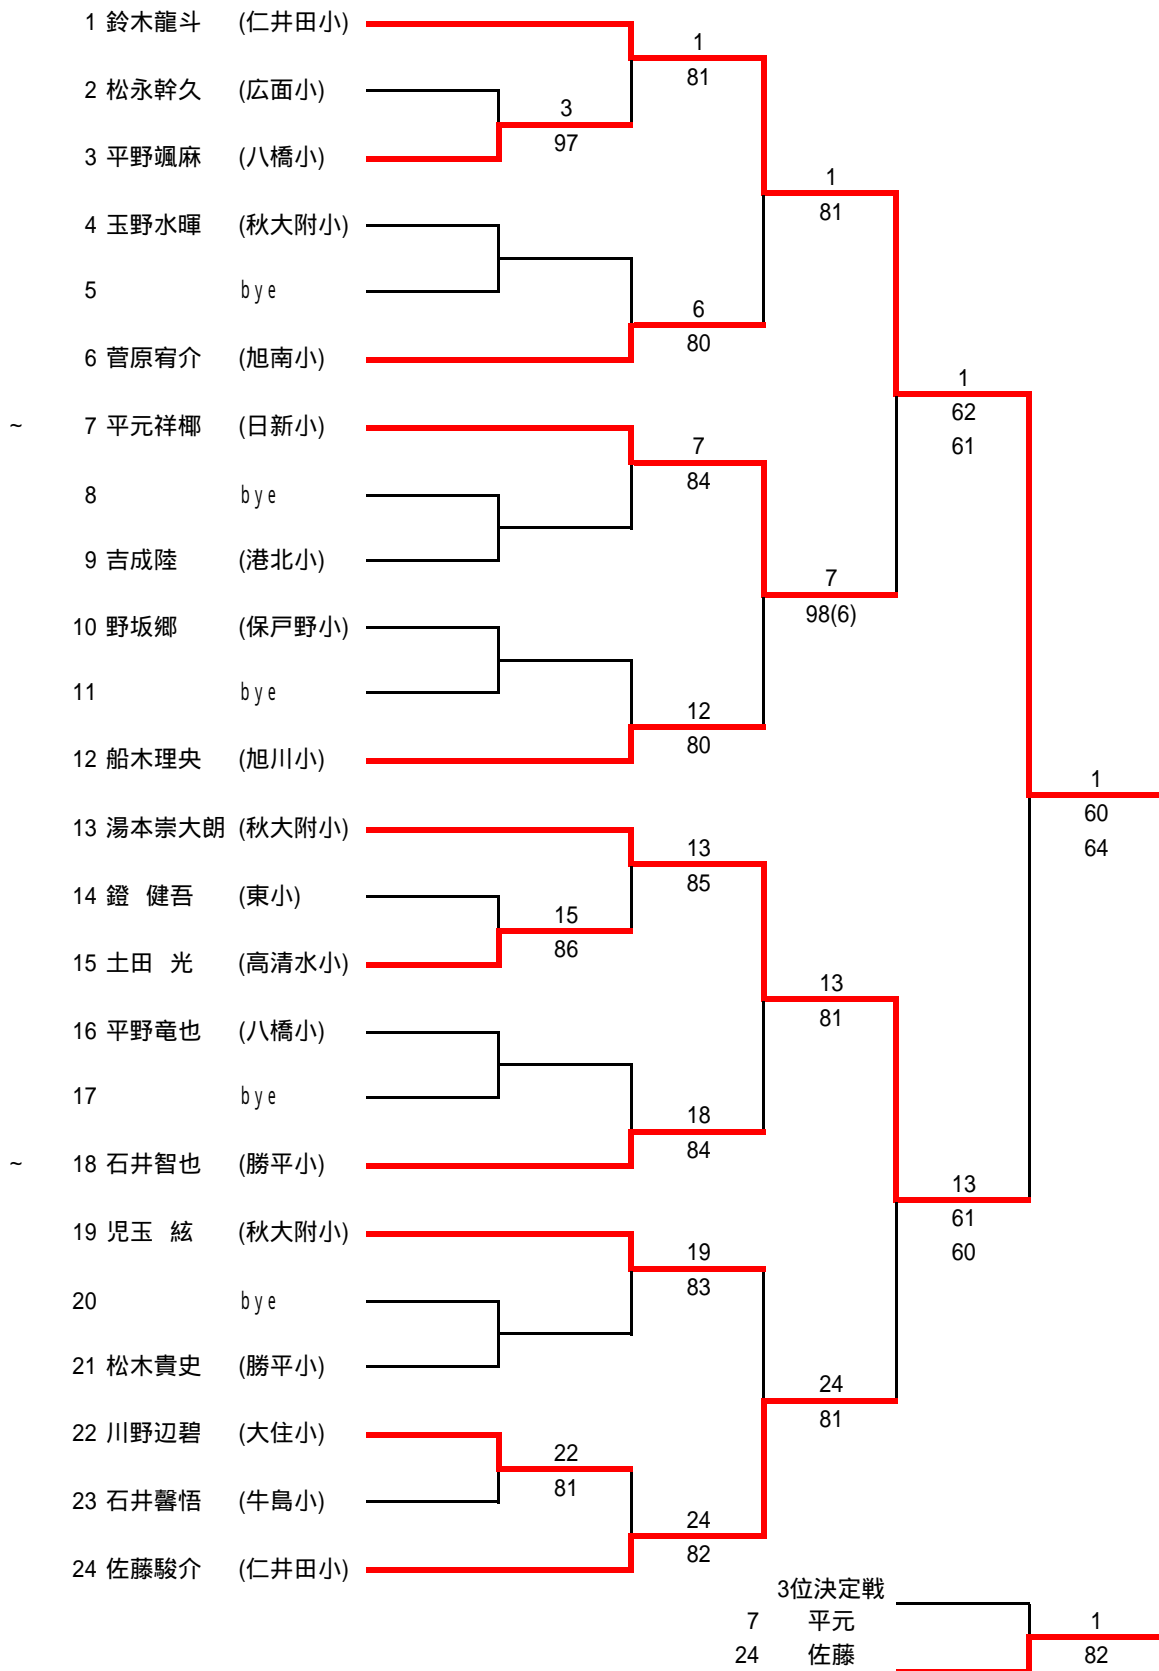 1 鈴木龍斗 (仁井田小)
1
81
2 松永幹久 (広面小)
3
97
3 平野颯麻 (八橋小)
1
81
4 玉野水暉 (秋大附小)
5 bye
6
80
6 菅原宥介 (旭南小)
1
62
61
~ 7 平元祥椰 (日新小)
7
84
8 bye
9 吉成陸 (港北小)
7
98(6)
10 野坂郷 (保戸野小)
11 bye
12
80
12 船木理央 (旭川小)
1
60
64
13 湯本崇大朗 (秋大附小)
13
85
14 鐙 健吾 (東小)
15
86
15 土田 光 (高清水小)
13
81
16 平野竜也 (八橋小)
17 bye
18
84
~ 18 石井智也 (勝平小)
13
61
60
19 児玉 絃 (秋大附小)
19
83
20 bye
21 松木貴史 (勝平小)
24
81
22 川野辺碧 (大住小)
22
81
23 石井馨悟 (牛島小)
24
82
24 佐藤駿介 (仁井田小)
3位決定戦
7 平元
1
24 佐藤
82